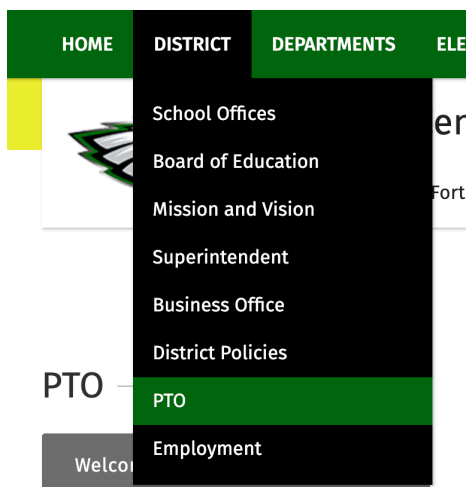 HOME DISTRICT DEPARTMENTS
School Offices
Board of Education
Mission and Vision
Fort
Superintendent
Business Office
District Policies
PTO
PTO
Employment